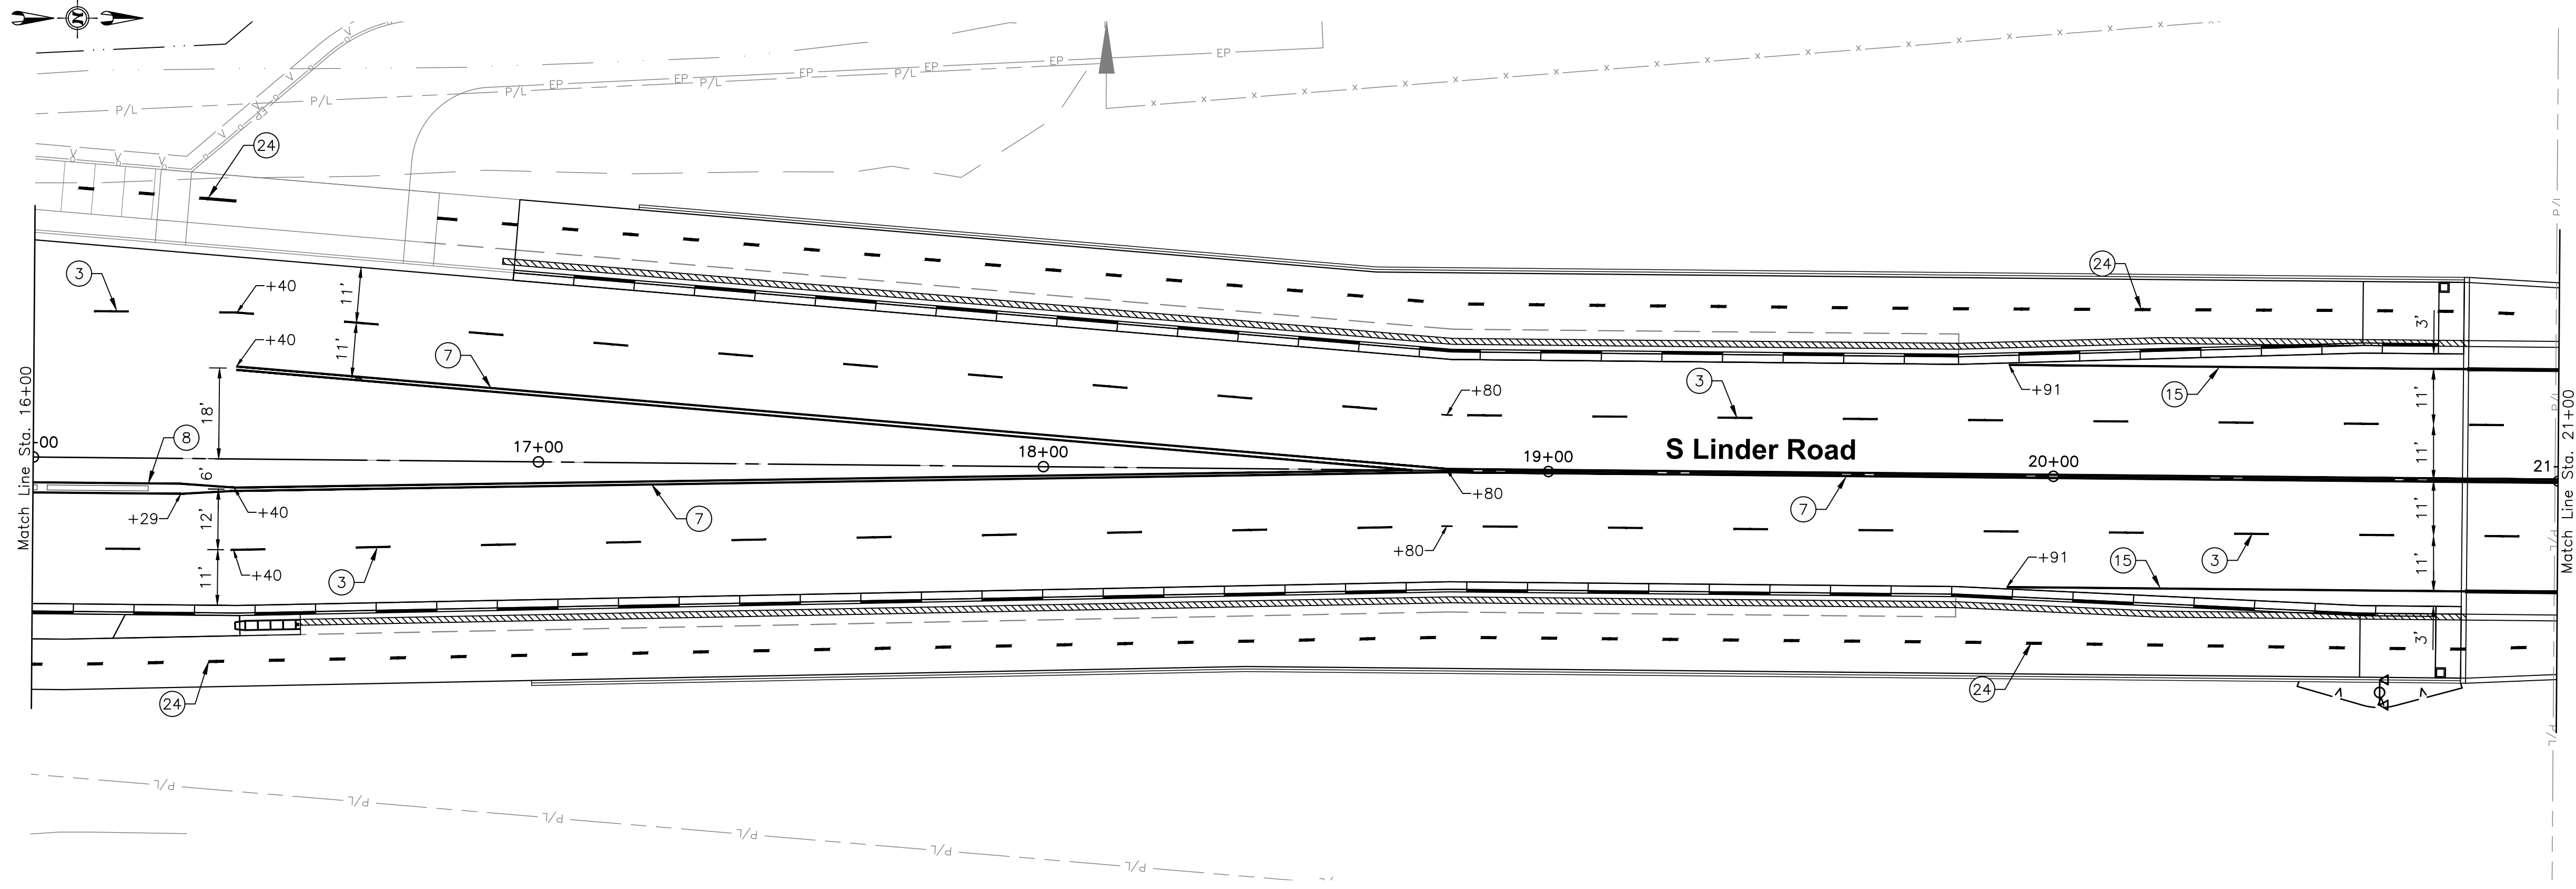 N
EP
EP
EP
EP
EP
EP
EP
P/L
P/L
P/L
P/L
P/L
V
V
V
V
V
V
V
x x x x x x x x x x x x x x x x x x x x x
24
3
+40
+40
11'
11'
7
18'
8
-00
17+00
18+00
+80
3
S Linder Road
19+00
20+00
21-
24
3'
+91
15
11'
11'
P/L
P/L
Match Line Sta. 16+00
Match Line Sta. 21+00
6'
12'
11'
+29
+40
+40
7
3
+80
+80
7
+91
15
3
11'
11'
3'
24
24
P/L
P/L
P/L
P/L
P/L
P/L
P/L
P/L